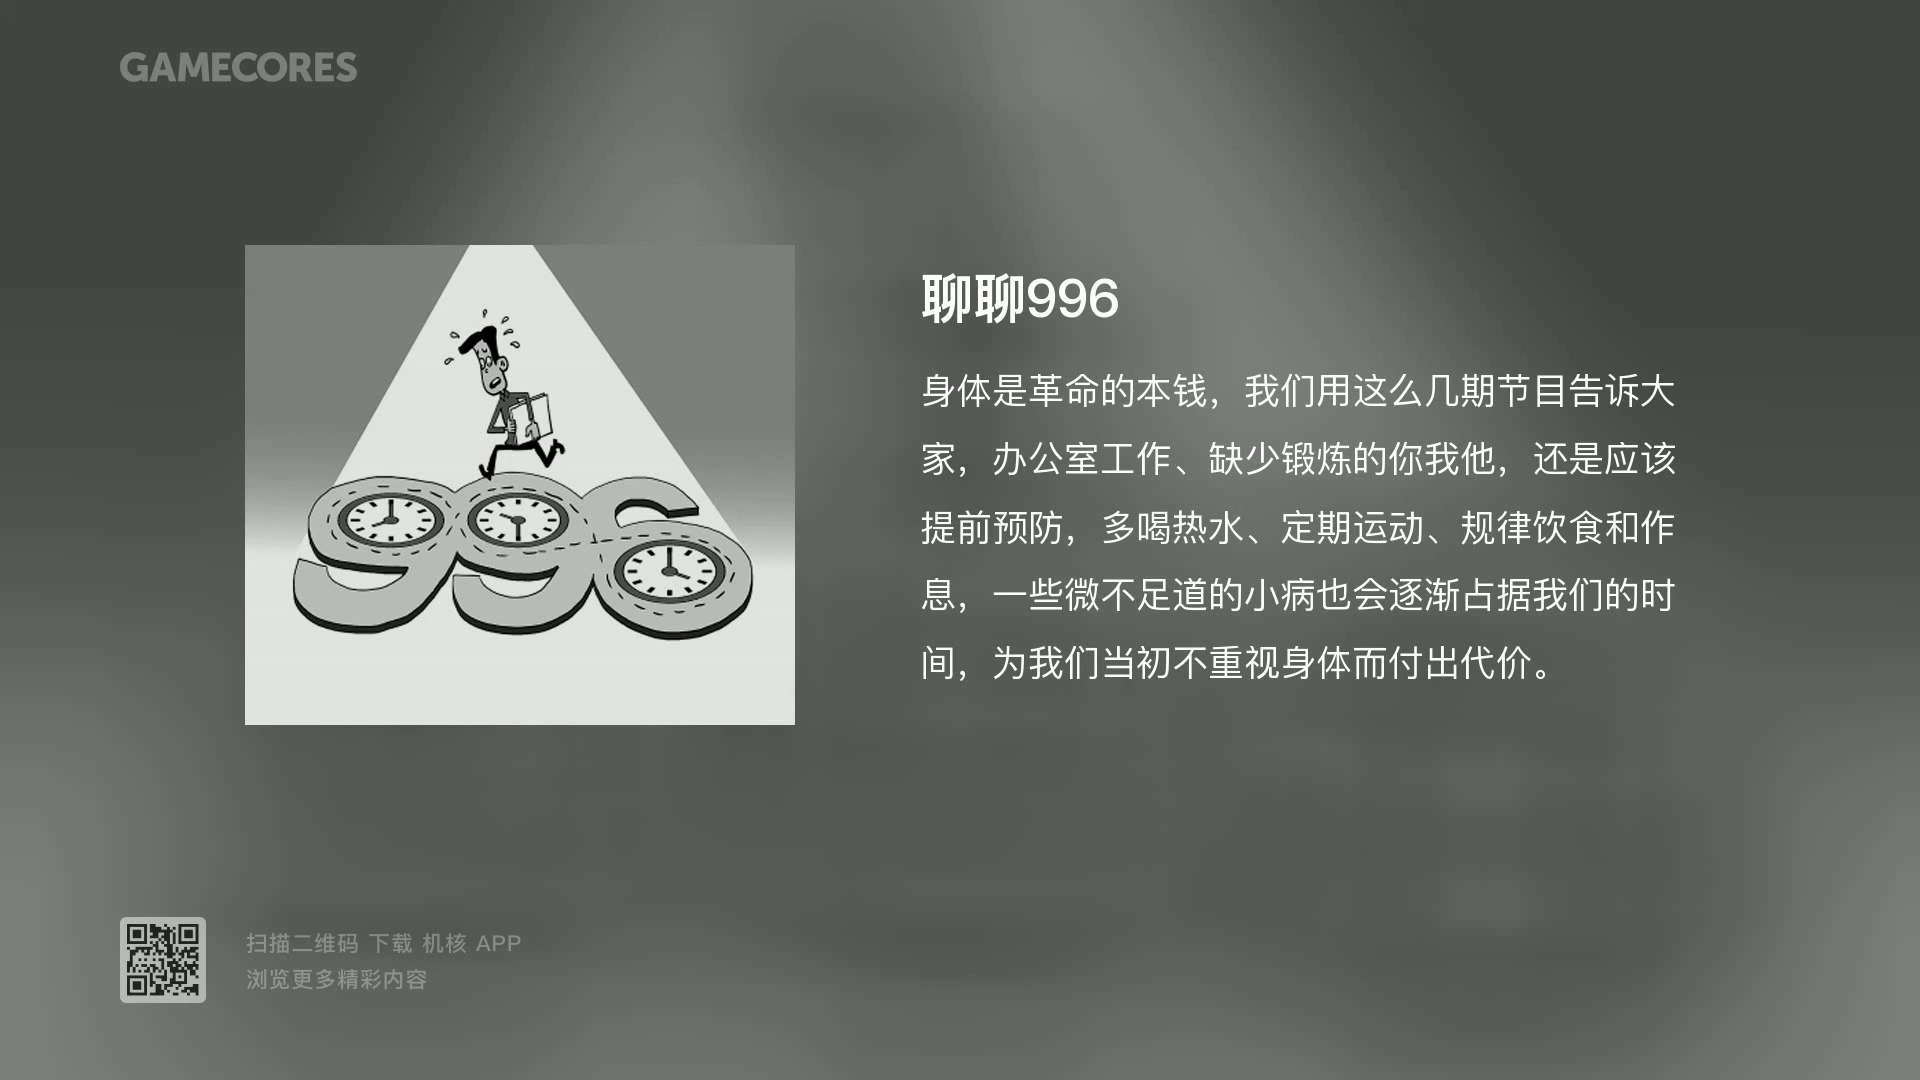 GAMECORES
996
聊聊996
身体是革命的本钱，我们用这么几期节目告诉大
家，办公室工作、缺少锻炼的你我他，还是应该
提前预防，多喝热水、定期运动、规律饮食和作
息，一些微不足道的小病也会逐渐占据我们的时
间，为我们当初不重视身体而付出代价。
扫描二维码 下载 机核 APP
浏览更多精彩内容